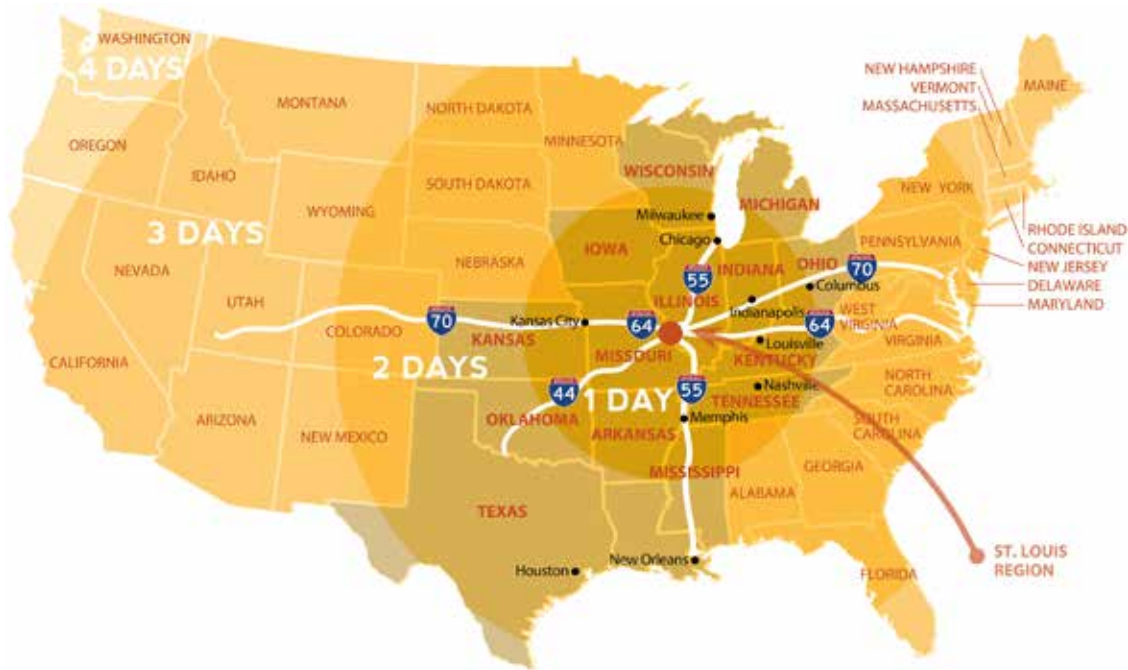 WASHINGTON
4 DAYS
MONTANA
NORTH DAKOTA
MINNESOTA
NEW HAMPSHIRE
VERMONT
MASSACHUSETTS
MAINE
OREGON
IDAHO
WYOMING
SOUTH DAKOTA
WISCONSIN
MICHIGAN
NEW YORK
3 DAYS
Milwaukee
Chicago
IOWA
NEBRASKA
NEVADA
UTAH
COLORADO
70
KANSAS
Kansas City
64
55
ILLINOIS
INDIANA
Indianapolis
OHIO
70
Columbus
PENNSYLVANIA
RHODE ISLAND
CONNECTICUT
NEW JERSEY
DELAWARE
MARYLAND
WEST
VIRGINIA
64
VIRGINIA
Louisville
KENTUCKY
MISSOURI
CALIFORNIA
2 DAYS
44
1 DAY
55
Nashville
TENNESSEE
Memphis
NORTH
CAROLINA
SOUTH
CAROLINA
ARIZONA
NEW MEXICO
OKLAHOMA
ARKANSAS
MISSISSIPPI
ALABAMA
GEORGIA
TEXAS
Houston
New Orleans
FLORIDA
ST. LOUIS
REGION